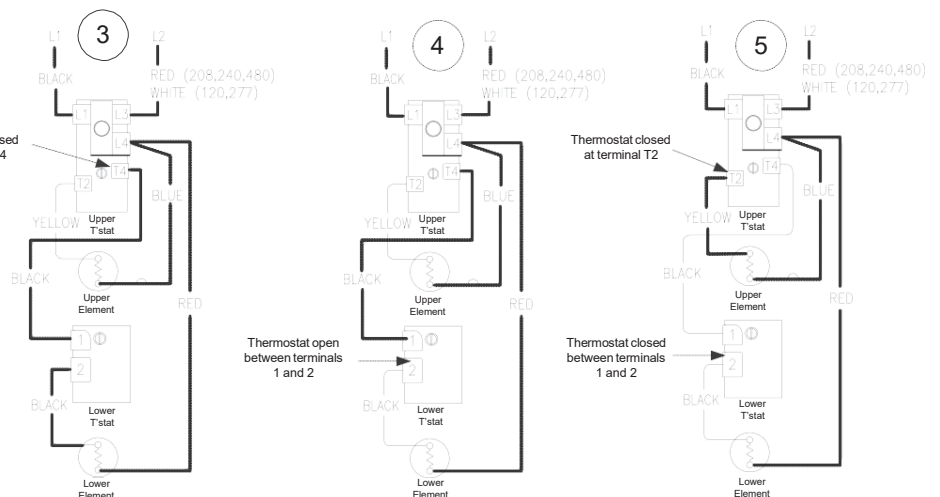 3
L1
L2
BLACK
RED (208,240,480)
WHITE (120,277)
L1
L3
L4
4
T4
T2
BLUE
YELLOW
Upper
T'stat
BLACK
Upper
Element
RED
1
2
BLACK
Lower
T'stat
Lower
Element
4
L1
L2
BLACK
RED (208,240,480)
WHITE (120,277)
L1
L3
L4
T4
T2
BLUE
YELLOW
Upper
T'stat
BLACK
Upper
Element
RED
Thermostat open
between terminals
1 and 2
1
2
BLACK
Lower
T'stat
Lower
Element
5
L1
L2
BLACK
RED (208,240,480)
WHITE (120,277)
L1
L3
L4
Thermostat closed
at terminal T2
T4
T2
BLUE
YELLOW
Upper
T'stat
BLACK
Upper
Element
RED
Thermostat closed
between terminals
1 and 2
1
2
BLACK
Lower
T'stat
Lower
Element